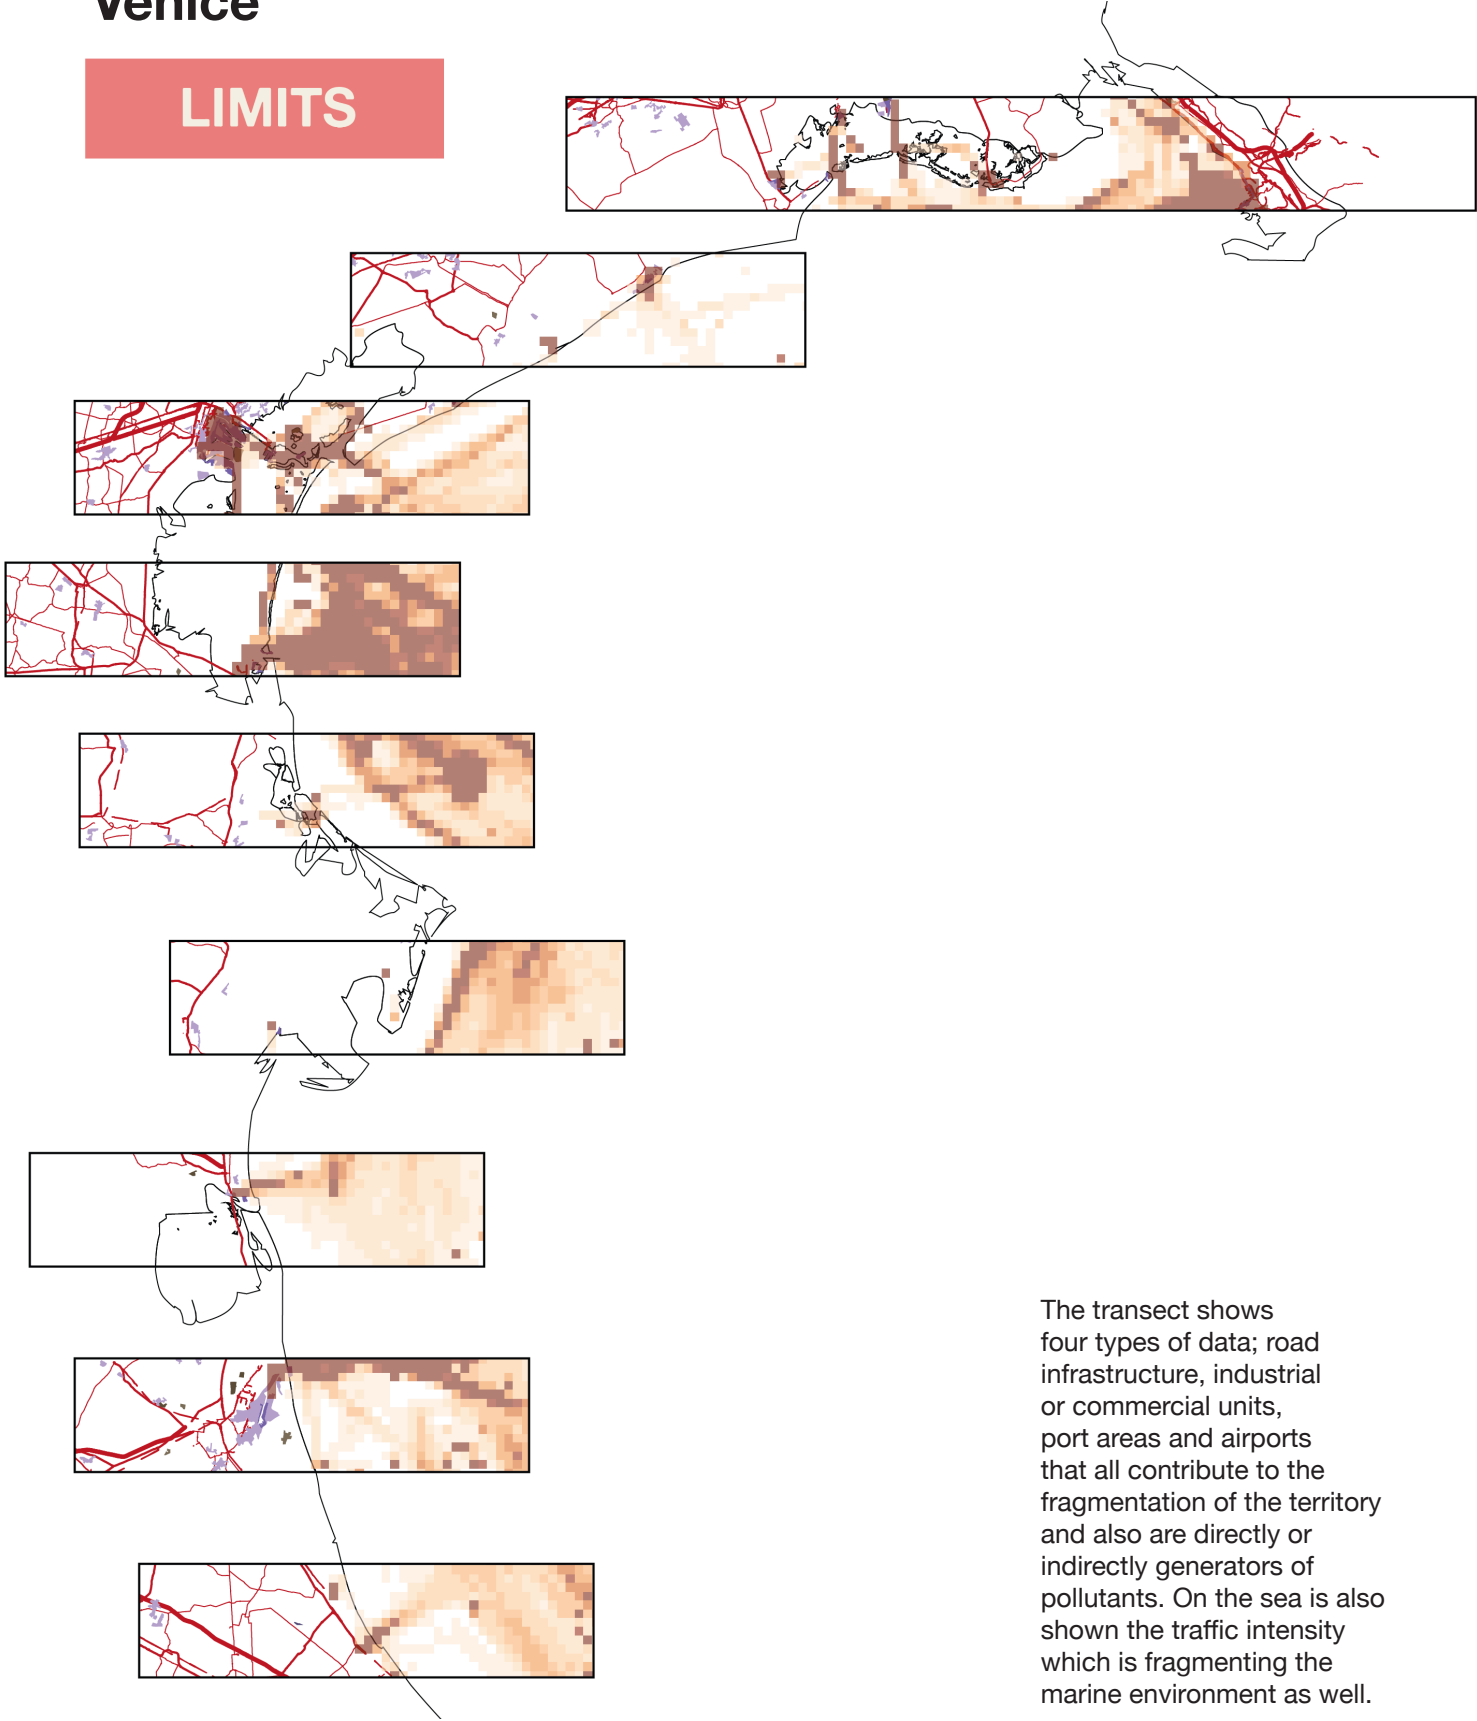 Venice
LIMITS
The transect shows
four types of data; road
infrastructure, industrial
or commercial units,
port areas and airports
that all contribute to the
fragmentation of the territory
and also are directly or
indirectly generators of
pollutants. On the sea is also
shown the traffic intensity
which is fragmenting the
marine environment as well.